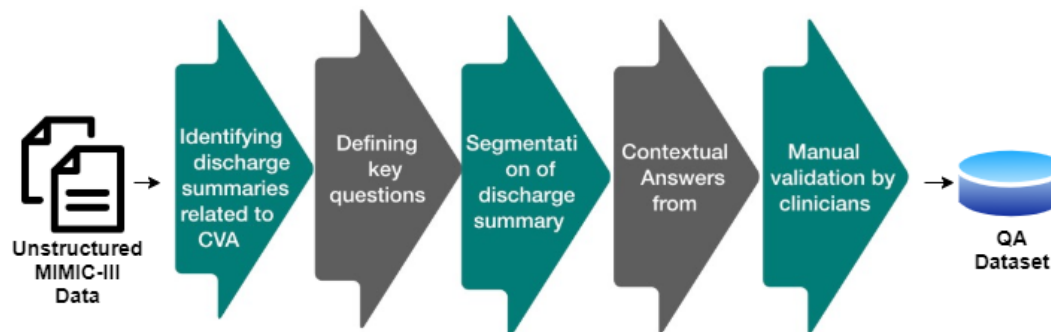 Unstructured
MIMIC-III
Data
Identifying
discharge
summaries
related to
CVA
Defining
key
questions
Segmentati
on of
discharge
summary
Contextual
Answers
from
Manual
validation by
clinicians
QA
Dataset